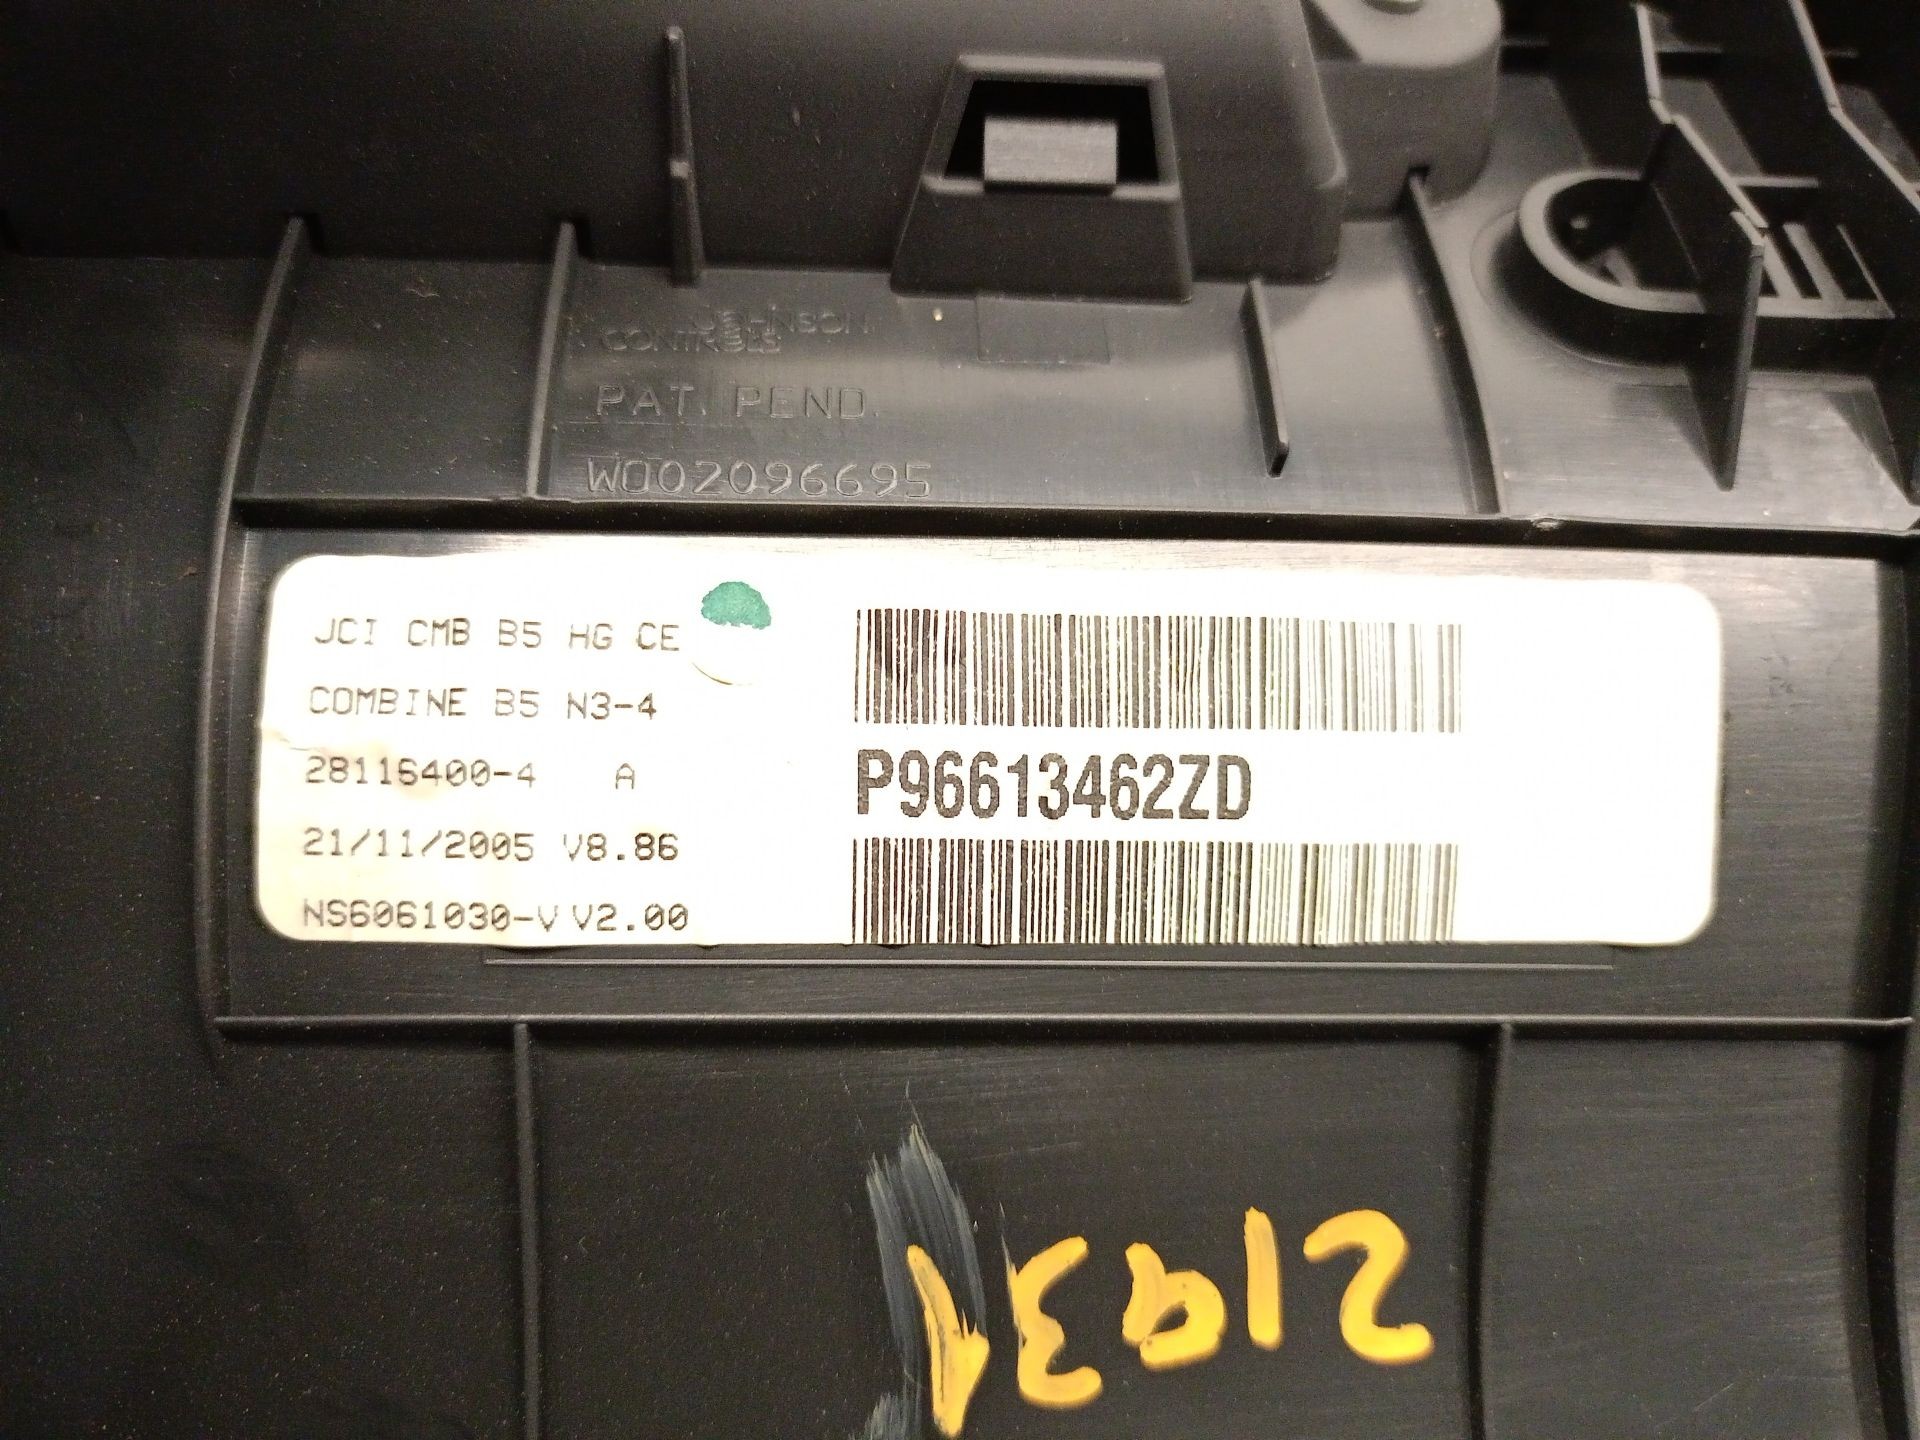 JOHNSON
CONTROLS
PAT. PEND.
W002096695
JCI CMB B5 HG CE
COMBINE B5 N3-4
28116400-4 A
21/11/2005 V8.86
NS6061030-V V2.00
P96613462ZD
2191